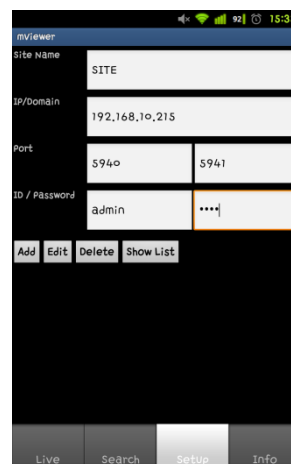 92 15:3
mViewer
Site Name
SITE
IP/Domain
192.168.10.215
Port
5940 5941
ID / Password
admin ••••
Add Edit Delete Show List
Live Search Setup Info